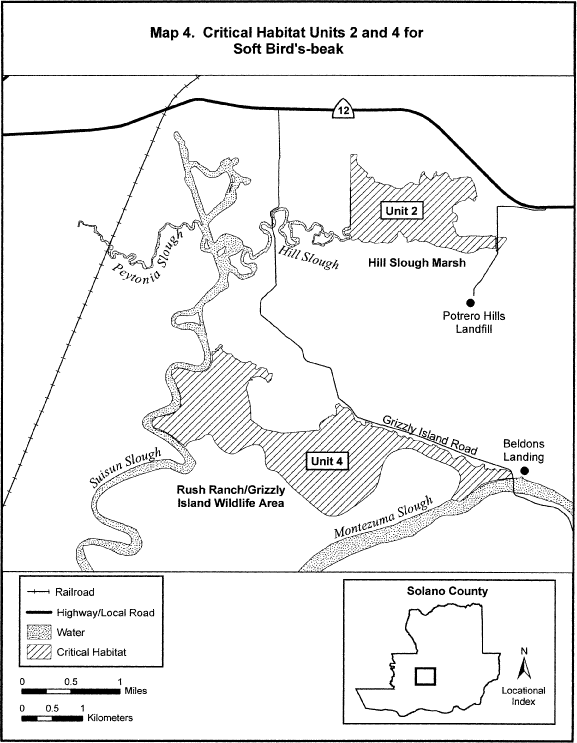 Map 4. Critical Habitat Units 2 and 4 for
Soft Bird's-beak
12
Unit 2
Peytonia Slough
Hill Slough
Hill Slough Marsh
Potrero Hills
Landfill
Grizzly Island Road
Beldons
Landing
Unit 4
Suisun Slough
Rush Ranch/Grizzly
Island Wildlife Area
Montezuma Slough
Railroad
Highway/Local Road
Water
Critical Habitat
0 0.5 1
Miles
0 0.5 1
Kilometers
Solano County
N
Locational
Index